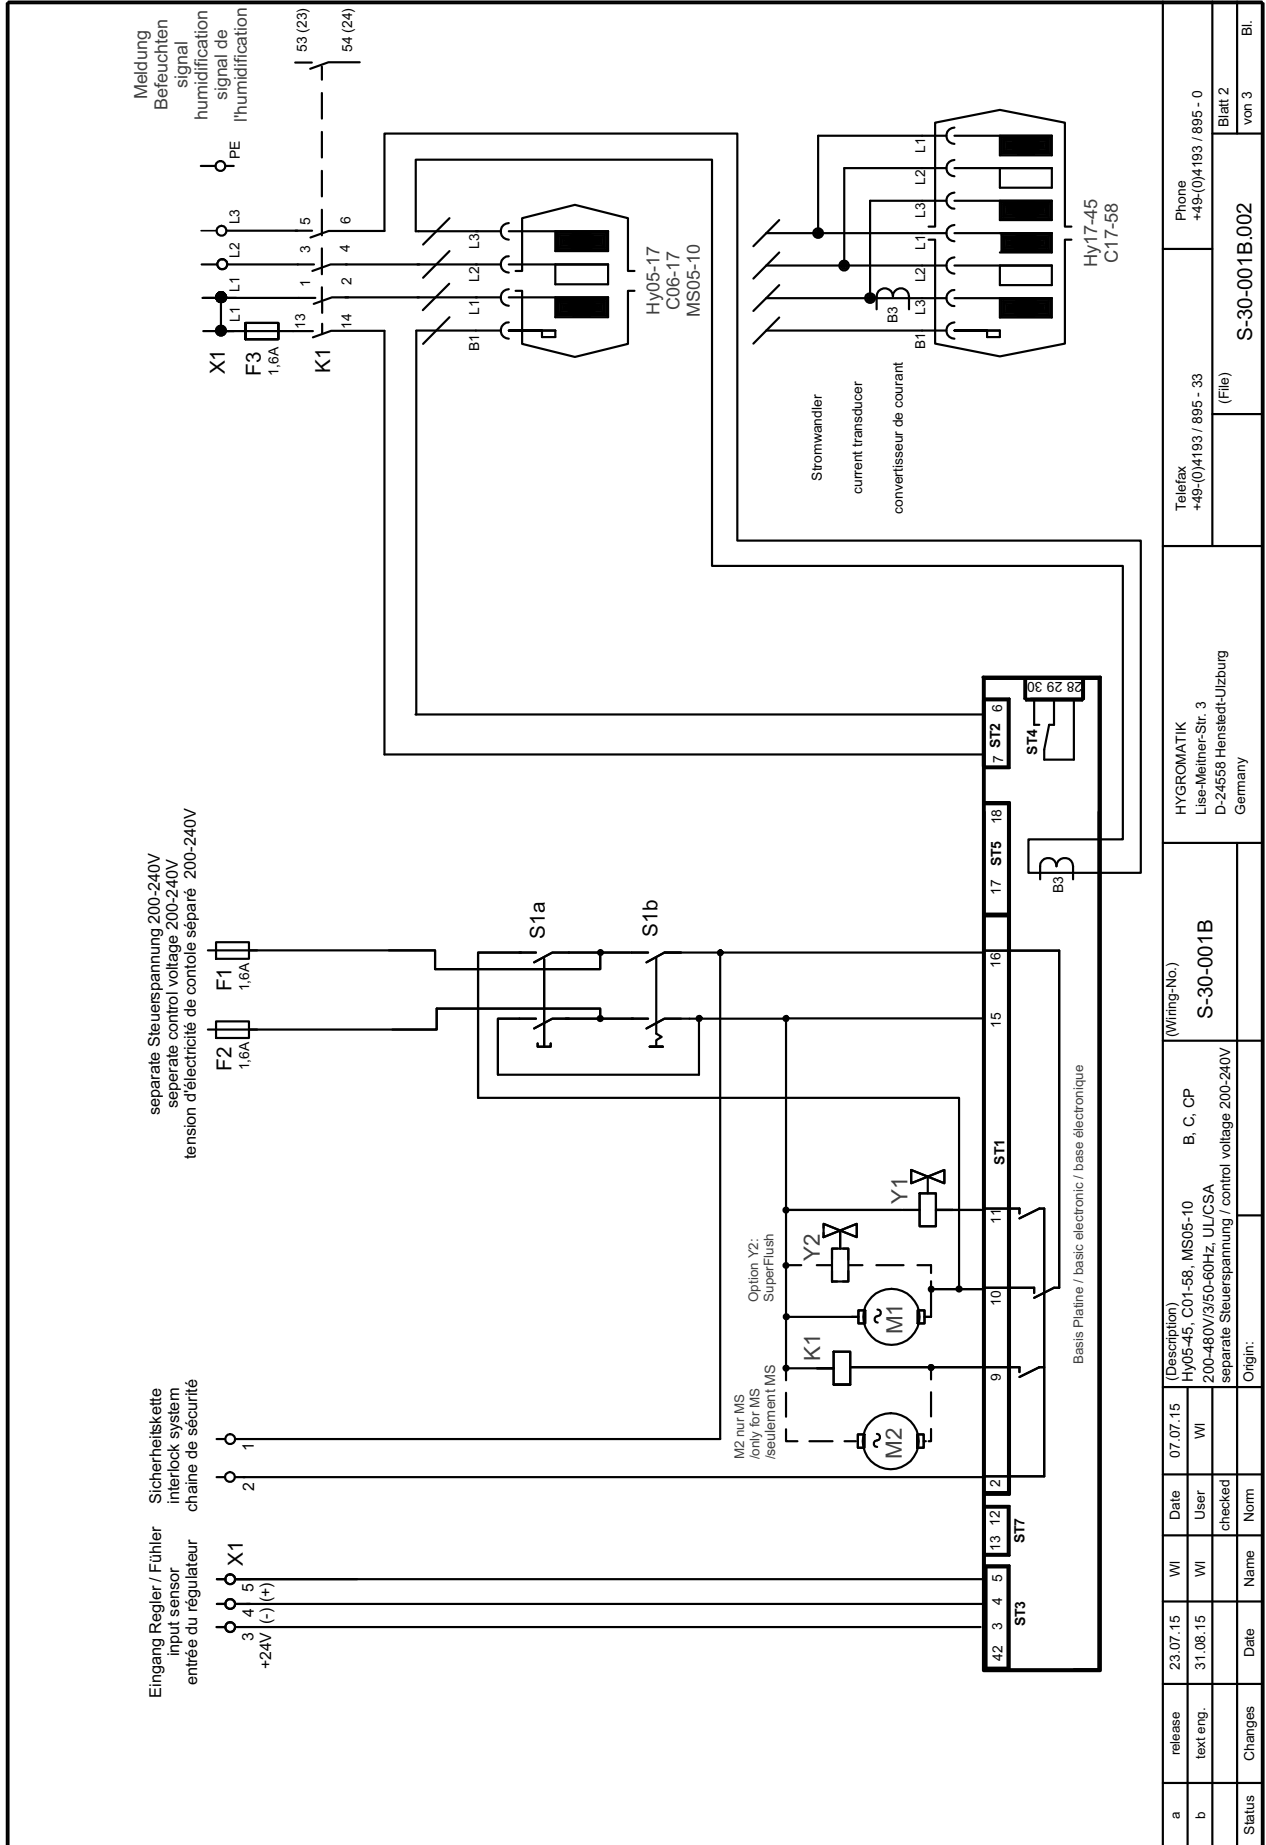 Eingang Regler / Fühler
input sensor
entrée du régulateur
X1
3 4 5
+24V (-) (+)
Sicherheitskette
interlock system
chaine de sécurité
2 1
separate Steuerspannung 200-240V
seperate control voltage 200-240V
tension d'électricité de contole séparé 200-240V
F2
1,6A
F1
1,6A
S1a
S1b
Meldung
Befeuchten
signal
humidification
signal de
l'humidification
53 (23)
54 (24)
X1
L1 L1 L2 L3 PE
F3
1,6A
K1
13 1 3 5
14 2 4 6
B1 L1 L2 L3
Hy05-17
C06-17
MS05-10
Stromwandler
current transducer
convertisseur de courant
B3
B1 L3 L2 L1 L3 L2 L1
Hy17-45
C17-58
M2 nur MS
/only for MS
/seulement MS
M2
K1
M1
Option Y2:
SuperFlush
Y2
Y1
42 3 4 5
ST3
13 12
ST7
2 9 10 11 ST1 15 16
17 ST5 18
7 ST2 6
ST4
28 29 30
B3
Basis Platine / basic electronic / base électronique
a release 23.07.15 WI Date 07.07.15
b text eng. 31.08.15 WI User WI
checked
Status Changes Date Name Norm
(Description)
Hy05-45, C01-58, MS05-10 B, C, CP
200-480V/3/50-60Hz, UL/CSA
separate Steuerspannung / control voltage 200-240V
Origin:
(Wiring-No.)
S-30-001B
HYGROMATIK
Lise-Meitner-Str. 3
D-24558 Henstedt-Ulzburg
Germany
Telefax
+49-(0)4193 / 895 - 33
Phone
+49-(0)4193 / 895 - 0
(File)
S-30-001B.002
Blatt 2
von 3 Bl.